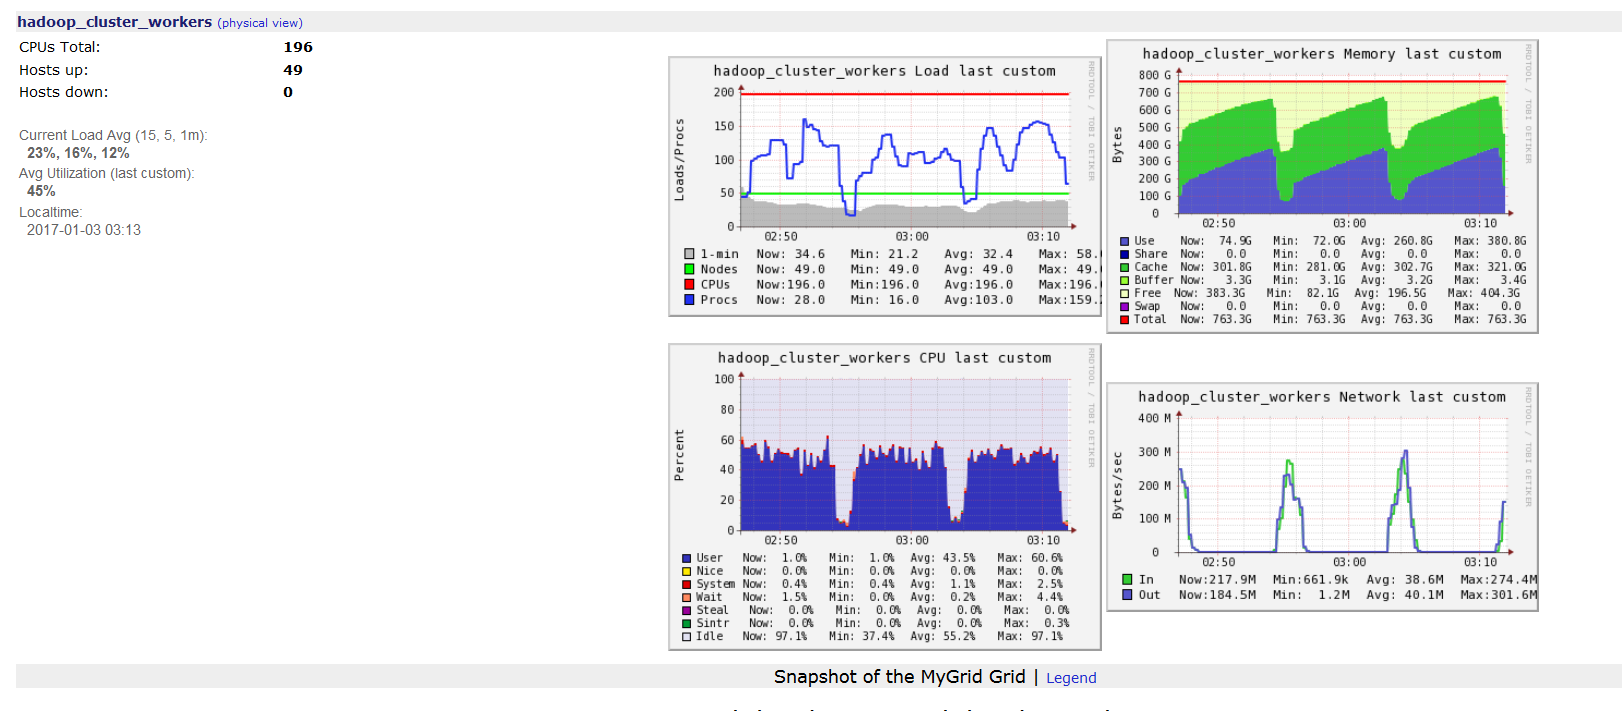 hadoop_cluster_workers (physical view)
CPUs Total: 196
Hosts up: 49
Hosts down: 0
Current Load Avg (15, 5, 1m):
23%, 16%, 12%
Avg Utilization (last custom):
45%
Localtime:
2017-01-03 03:13
hadoop_cluster_workers Load last custom
RRDTOOL / TOBI OETIKER
Loads/Procs
200
150
100
50
0
02:50 03:00 03:10
1-min Now: 34.6 Min: 21.2 Avg: 32.4 Max: 58.
Nodes Now: 49.0 Min: 49.0 Avg: 49.0 Max: 49.
CPUs Now:196.0 Min:196.0 Avg:196.0 Max:196.
Procs Now: 28.0 Min: 16.0 Avg:103.0 Max:159.
hadoop_cluster_workers Memory last custom
RRDTOOL / TOBI OETIKER
Bytes
800 G
700 G
600 G
500 G
400 G
300 G
200 G
100 G
0
02:50 03:00 03:10
Use Now: 74.9G Min: 72.0G Avg: 260.8G Max: 380.8G
Share Now: 0.0 Min: 0.0 Avg: 0.0 Max: 0.0
Cache Now: 301.8G Min: 281.0G Avg: 302.7G Max: 321.0G
Buffer Now: 3.3G Min: 3.1G Avg: 3.2G Max: 3.4G
Free Now: 383.3G Min: 82.1G Avg: 196.5G Max: 404.3G
Swap Now: 0.0 Min: 0.0 Avg: 0.0 Max: 0.0
Total Now: 763.3G Min: 763.3G Avg: 763.3G Max: 763.3G
hadoop_cluster_workers CPU last custom
RRDTOOL / TOBI OETIKER
Percent
100
80
60
40
20
0
02:50 03:00 03:10
User Now: 1.0% Min: 1.0% Avg: 43.5% Max: 60.6%
Nice Now: 0.0% Min: 0.0% Avg: 0.0% Max: 0.0%
System Now: 0.4% Min: 0.4% Avg: 1.1% Max: 2.5%
Wait Now: 1.5% Min: 0.0% Avg: 0.2% Max: 4.4%
Steal Now: 0.0% Min: 0.0% Avg: 0.0% Max: 0.0%
Sintr Now: 0.0% Min: 0.0% Avg: 0.0% Max: 0.3%
Idle Now: 97.1% Min: 37.4% Avg: 55.2% Max: 97.1%
hadoop_cluster_workers Network last custom
RRDTOOL / TOBI OETIKER
Bytes/sec
400 M
300 M
200 M
100 M
0
02:50 03:00 03:10
In Now:217.9M Min:661.9k Avg: 38.6M Max:274.4M
Out Now:184.5M Min: 1.2M Avg: 40.1M Max:301.6M
Snapshot of the MyGrid Grid | Legend